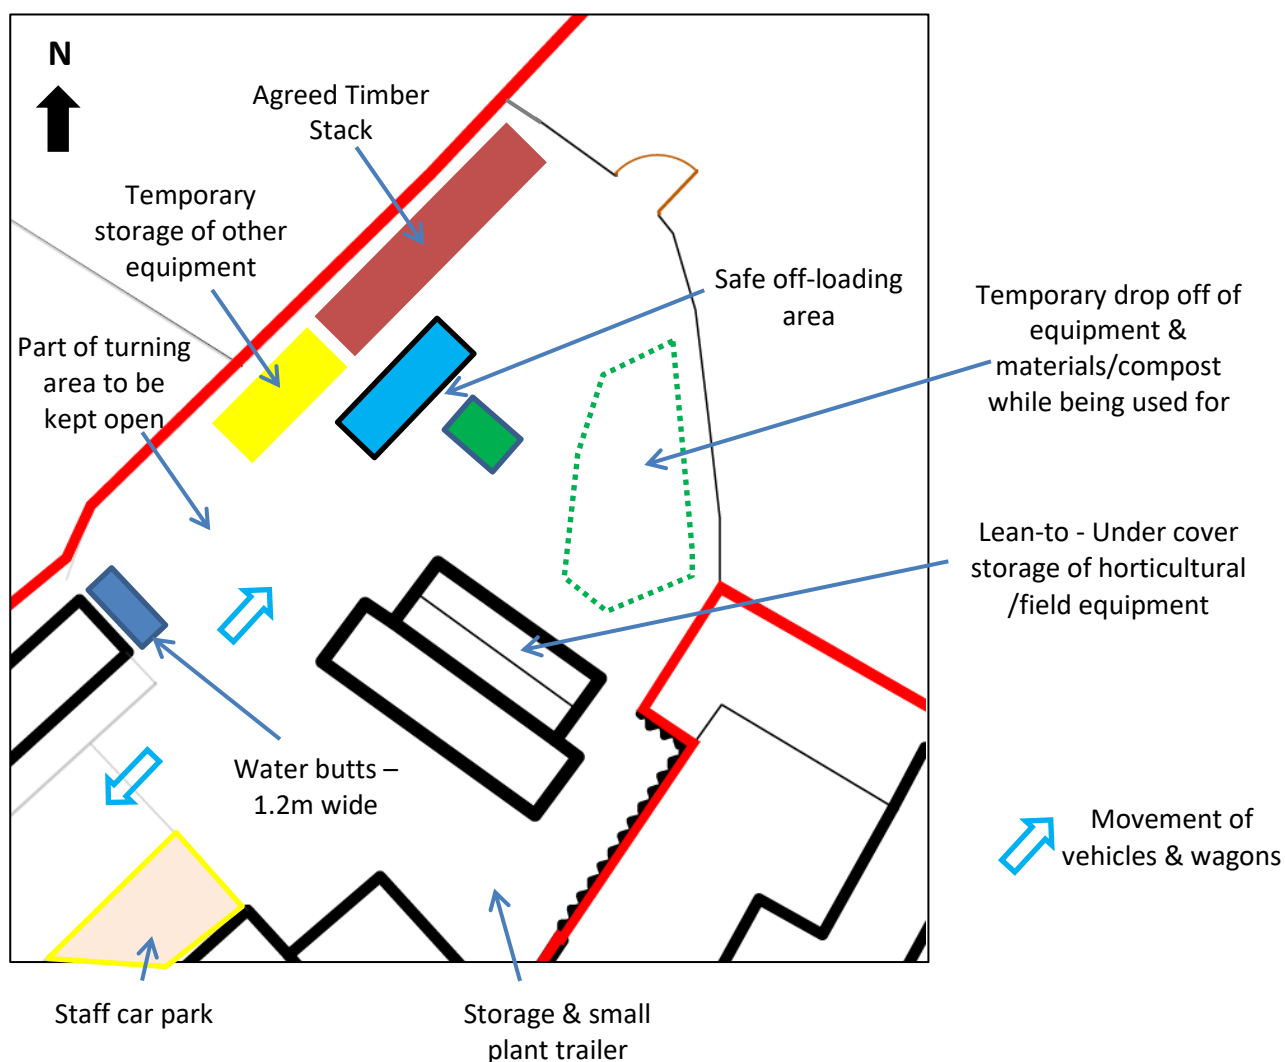 N
Agreed Timber
Stack
Temporary
storage of other
equipment
Safe off-loading
area
Temporary drop off of
equipment &
materials/compost
while being used for
Part of turning
area to be
kept open
Lean-to - Under cover
storage of horticultural
/field equipment
Water butts –
1.2m wide
Movement of
vehicles & wagons
Staff car park
Storage & small
plant trailer